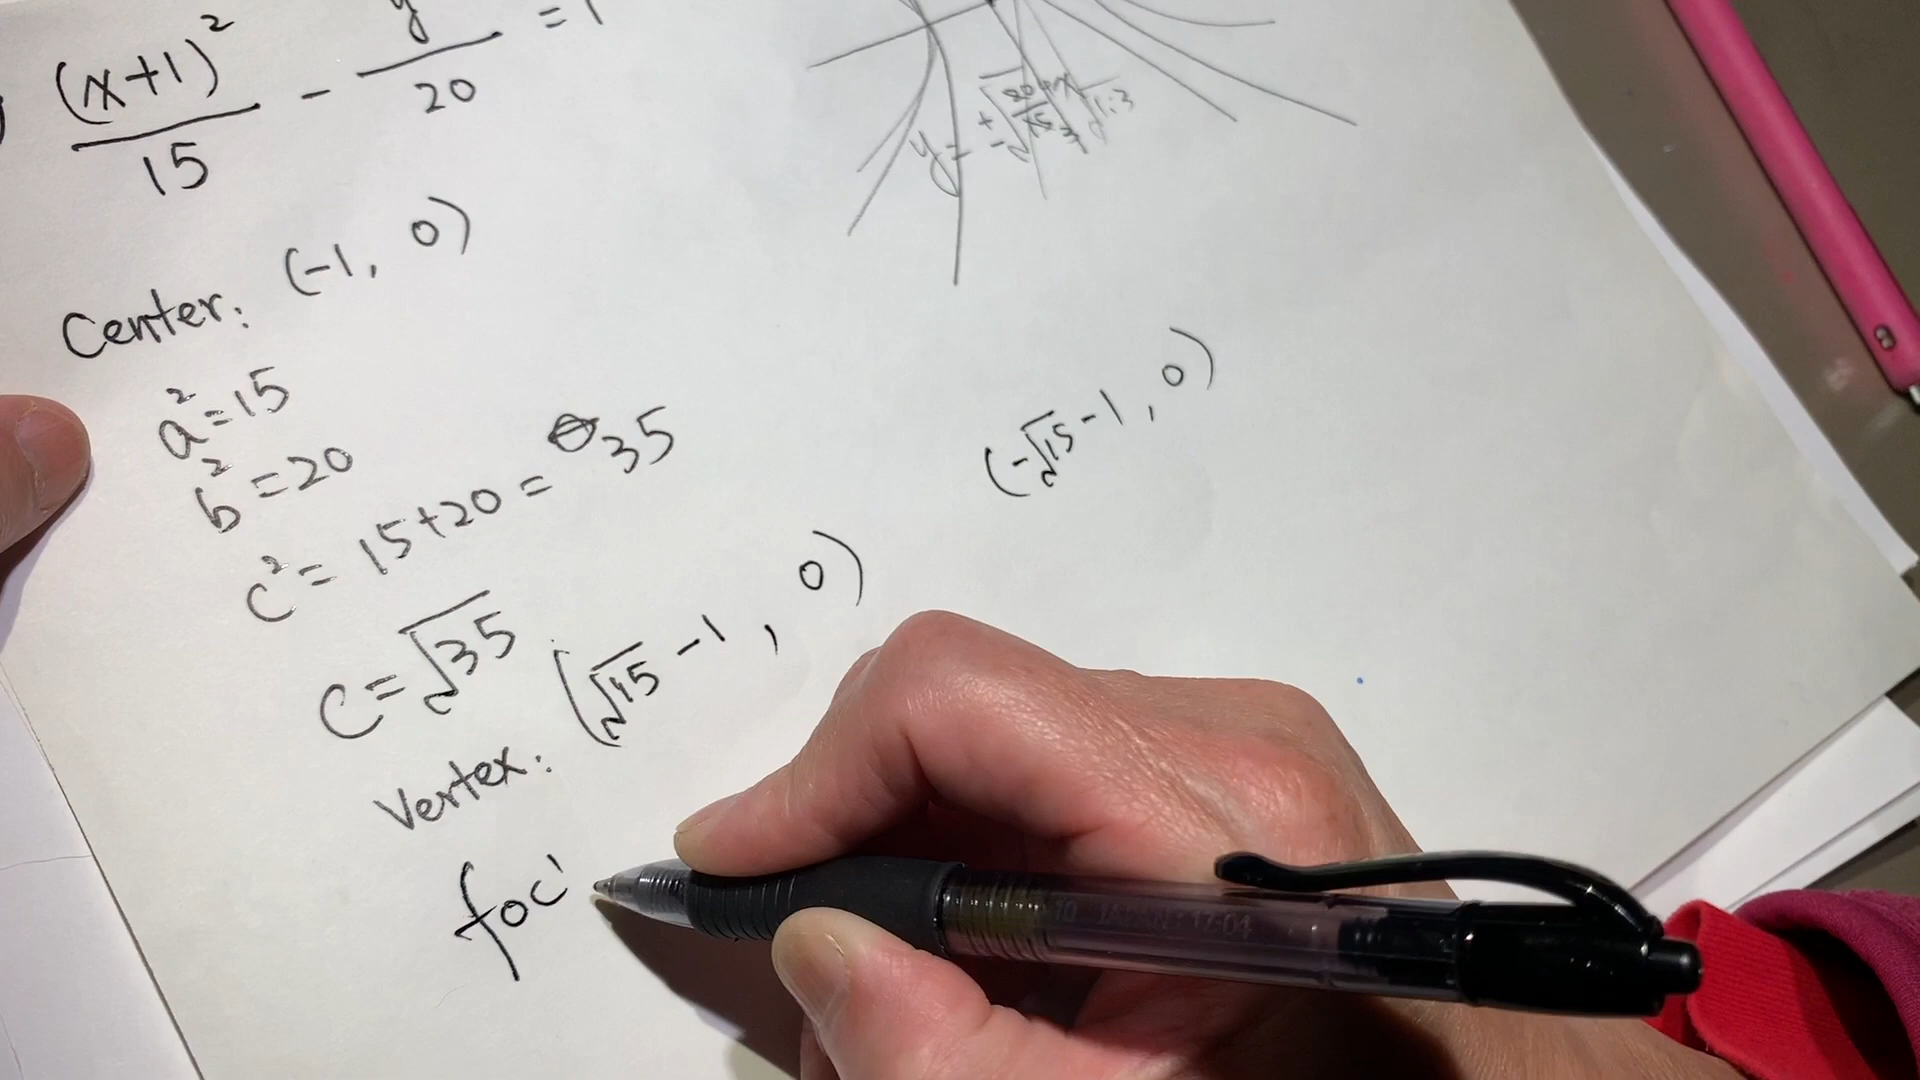 (x+1)² / 15 - y / 20 = 1
y = ±√
Center: (-1, 0)
a² = 15
b² = 20
c² = 15+20 = 35
c = √35
Vertex: (√15 - 1, 0) (-√15 - 1, 0)
foci